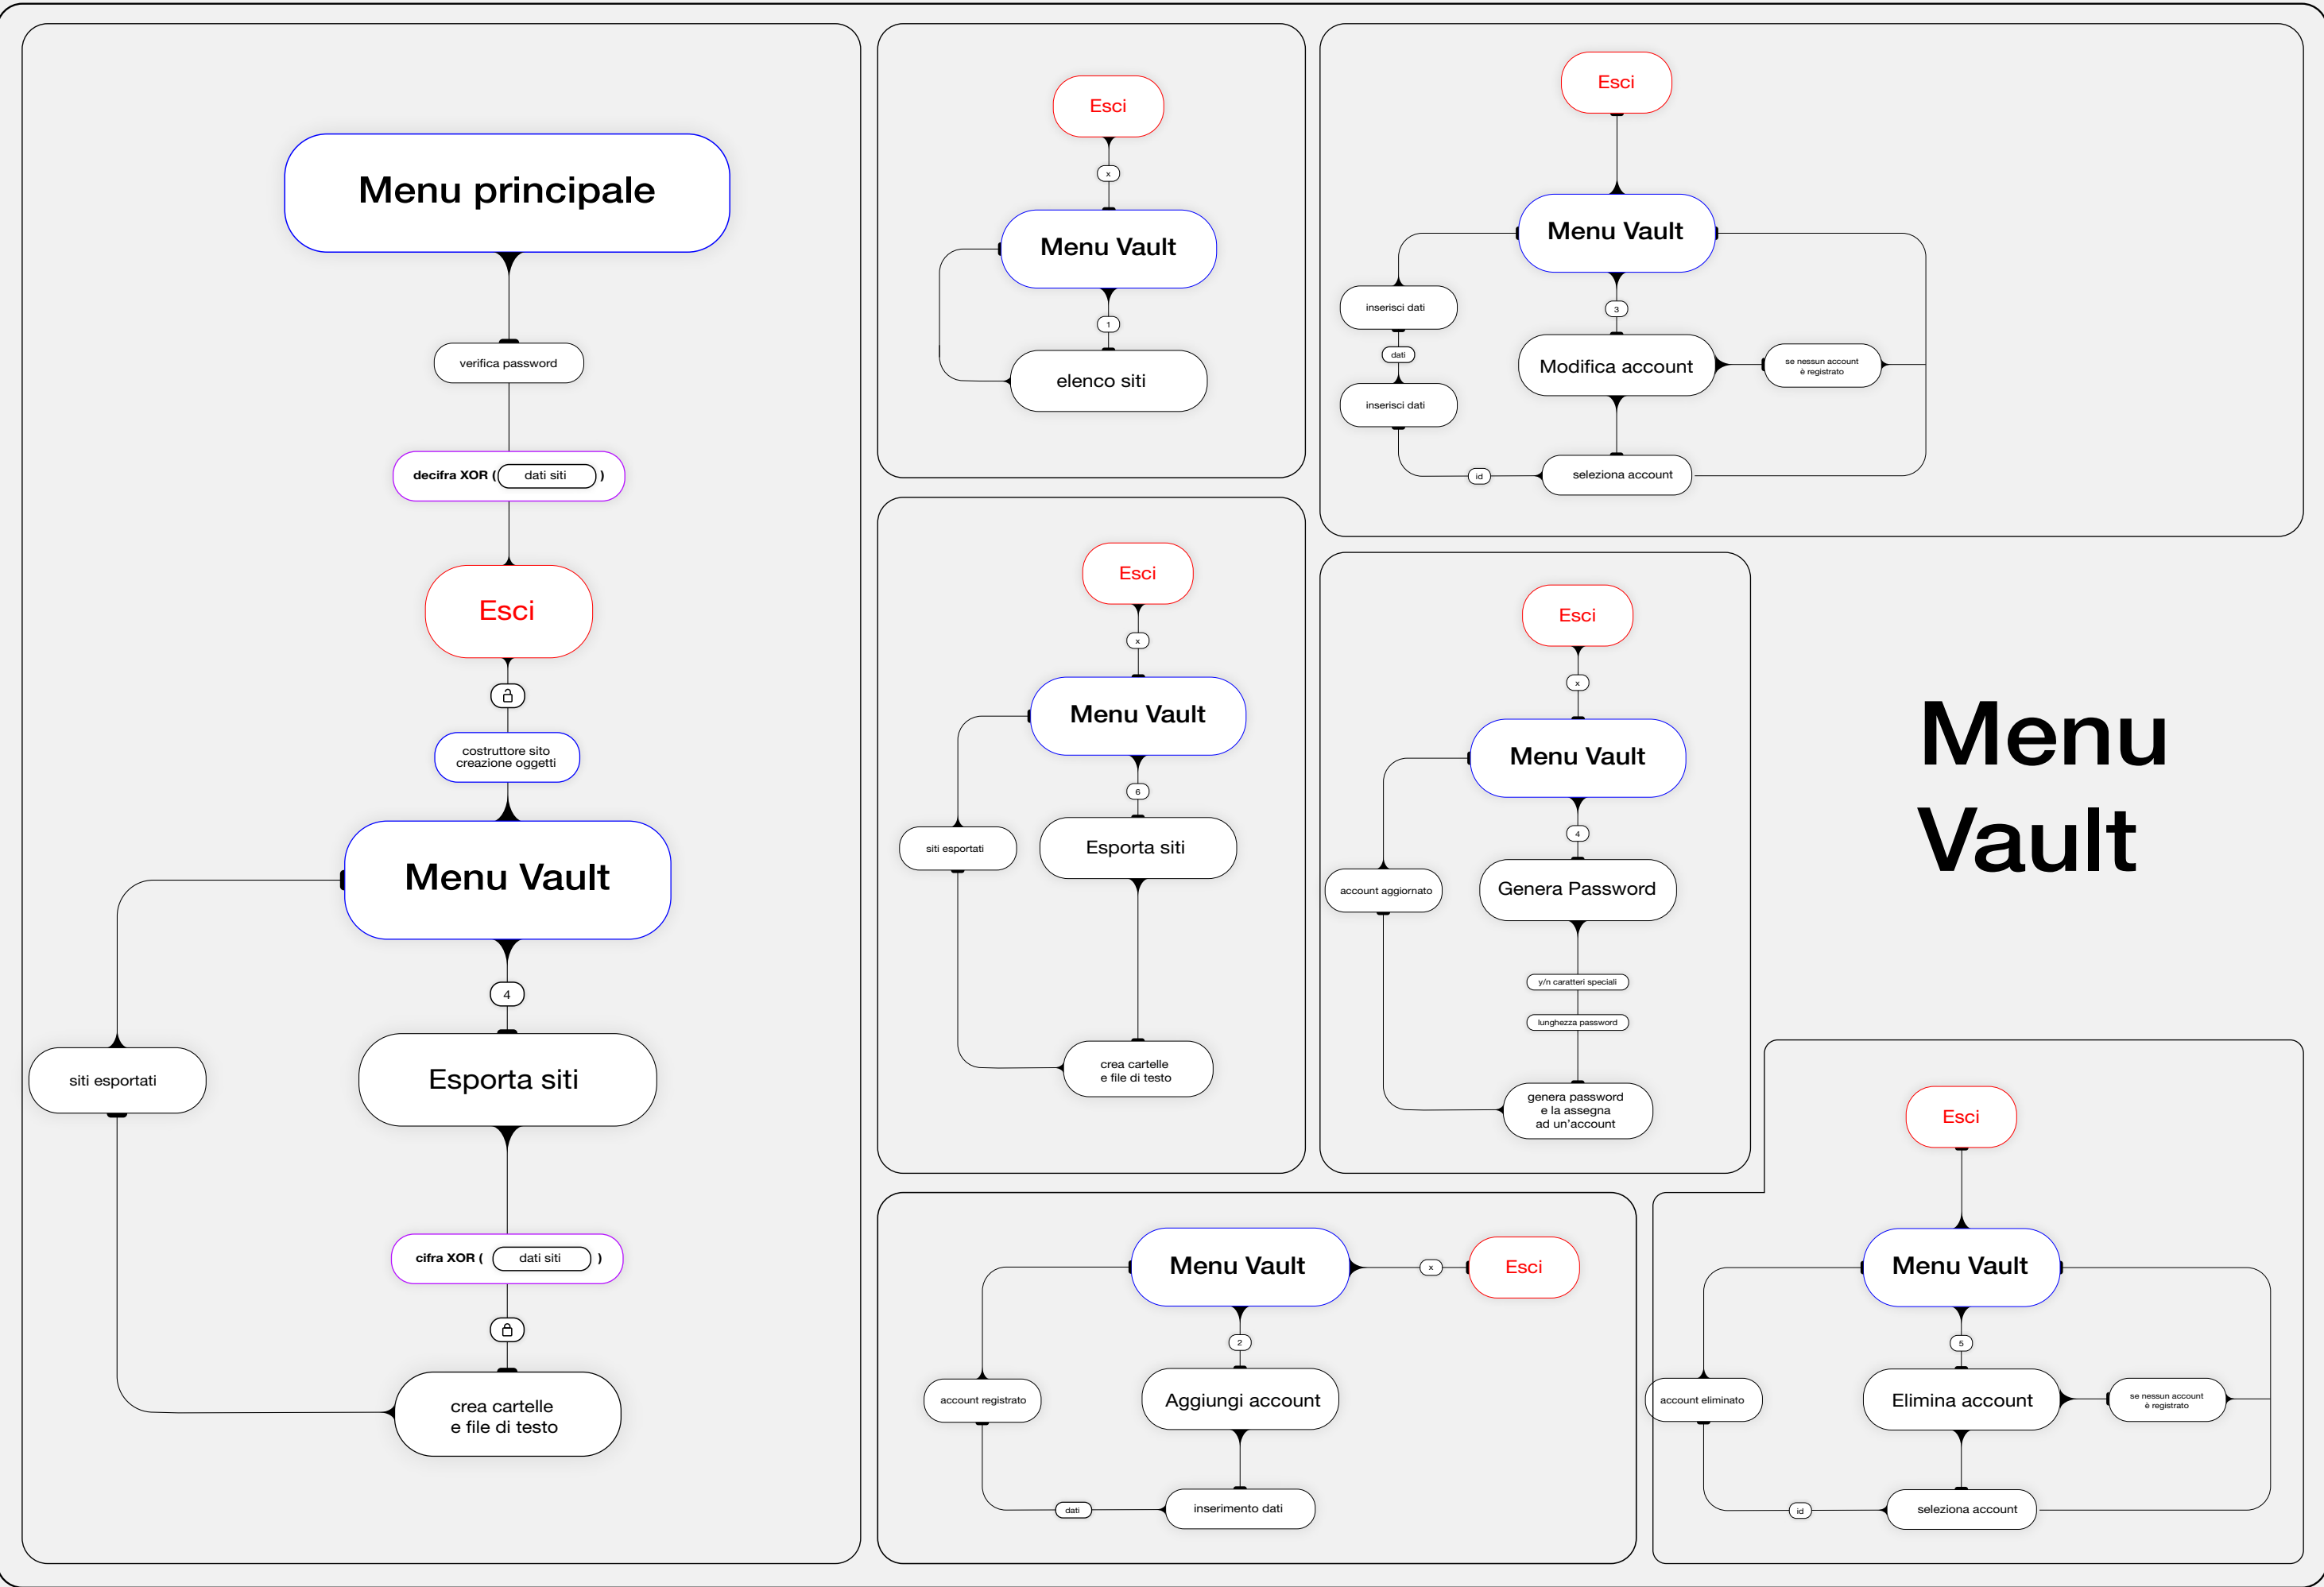 Menu principale
verifica password
decifra XOR ( dati siti )
Esci
costruttore sito
creazione oggetti
Menu Vault
4
siti esportati
Esporta siti
cifra XOR ( dati siti )
crea cartelle
e file di testo
Esci
x
Menu Vault
1
elenco siti
Esci
Menu Vault
inserisci dati
3
dati
Modifica account
se nessun account
è registrato
inserisci dati
id
seleziona account
Esci
x
Menu Vault
6
siti esportati
Esporta siti
crea cartelle
e file di testo
Esci
x
Menu Vault
4
account aggiornato
Genera Password
y/n caratteri speciali
lunghezza password
genera password
e la assegna
ad un'account
Menu
Vault
Menu Vault
x
Esci
2
account registrato
Aggiungi account
dati
inserimento dati
Esci
Menu Vault
5
account eliminato
Elimina account
se nessun account
è registrato
id
seleziona account